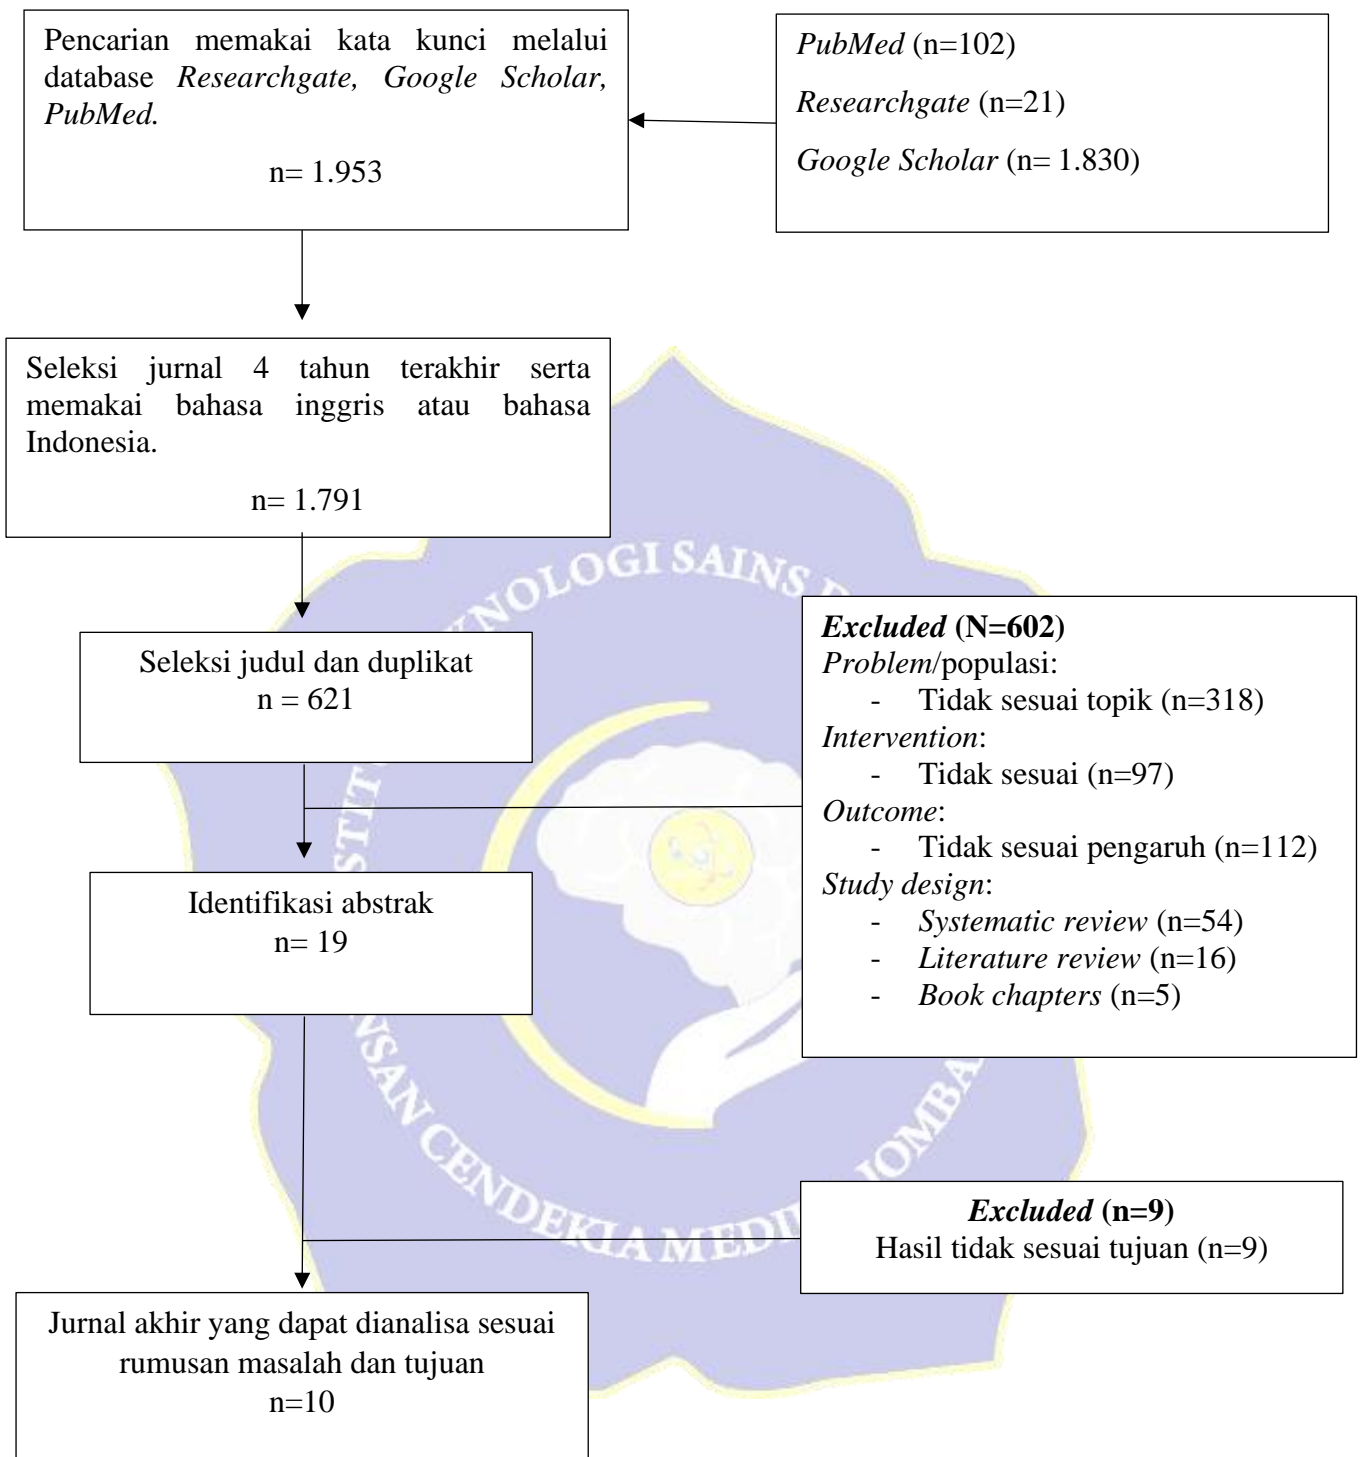 Pencarian memakai kata kunci melalui
database Researchgate, Google Scholar,
PubMed.
n= 1.953
PubMed (n=102)
Researchgate (n=21)
Google Scholar (n= 1.830)
Seleksi jurnal 4 tahun terakhir serta
memakai bahasa inggris atau bahasa
Indonesia.
n= 1.791
Seleksi judul dan duplikat
n = 621
Excluded (N=602)
Problem/populasi:
- Tidak sesuai topik (n=318)
Intervention:
- Tidak sesuai (n=97)
Outcome:
- Tidak sesuai pengaruh (n=112)
Study design:
- Systematic review (n=54)
- Literature review (n=16)
- Book chapters (n=5)
Identifikasi abstrak
n= 19
Excluded (n=9)
Hasil tidak sesuai tujuan (n=9)
Jurnal akhir yang dapat dianalisa sesuai
rumusan masalah dan tujuan
n=10
SAINS
CENDEKIA